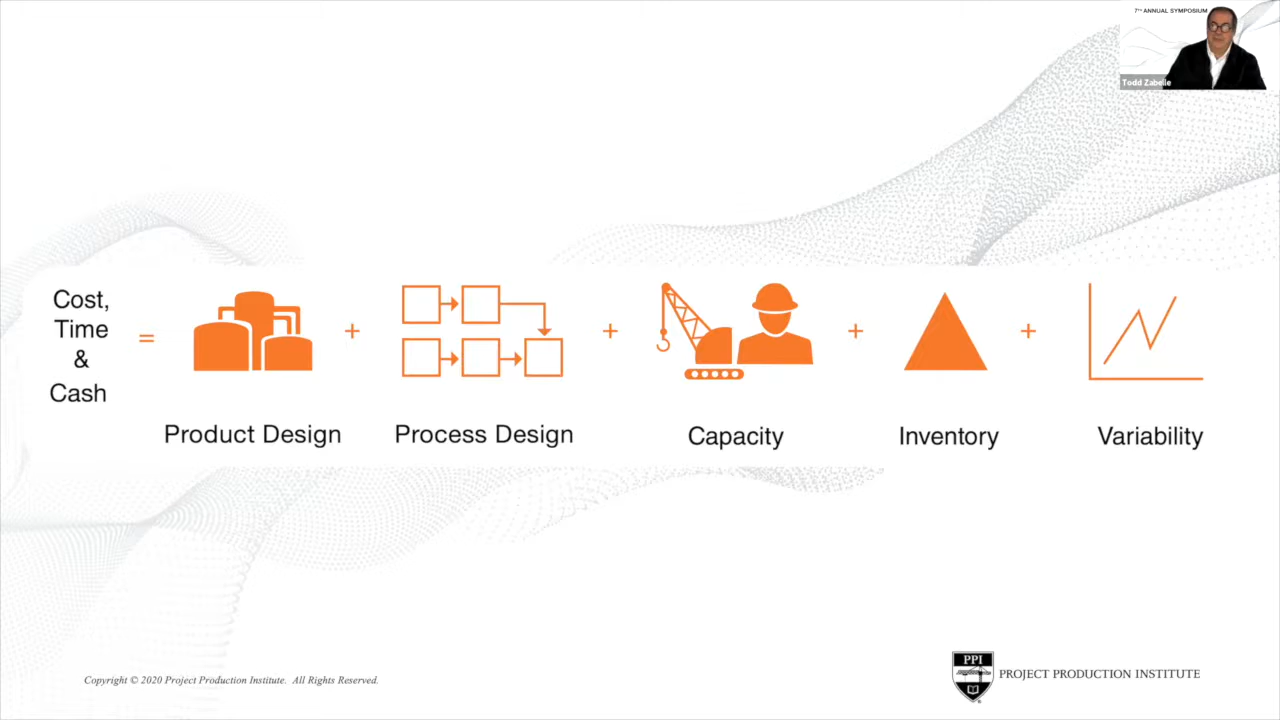 7ᵀᴴ ANNUAL SYMPOSIUM
Todd Zabelle
Cost,
Time
&
Cash
=
+
+
+
+
Product Design
Process Design
Capacity
Inventory
Variability
Copyright © 2020 Project Production Institute. All Rights Reserved.
PPI
®
PROJECT PRODUCTION INSTITUTE